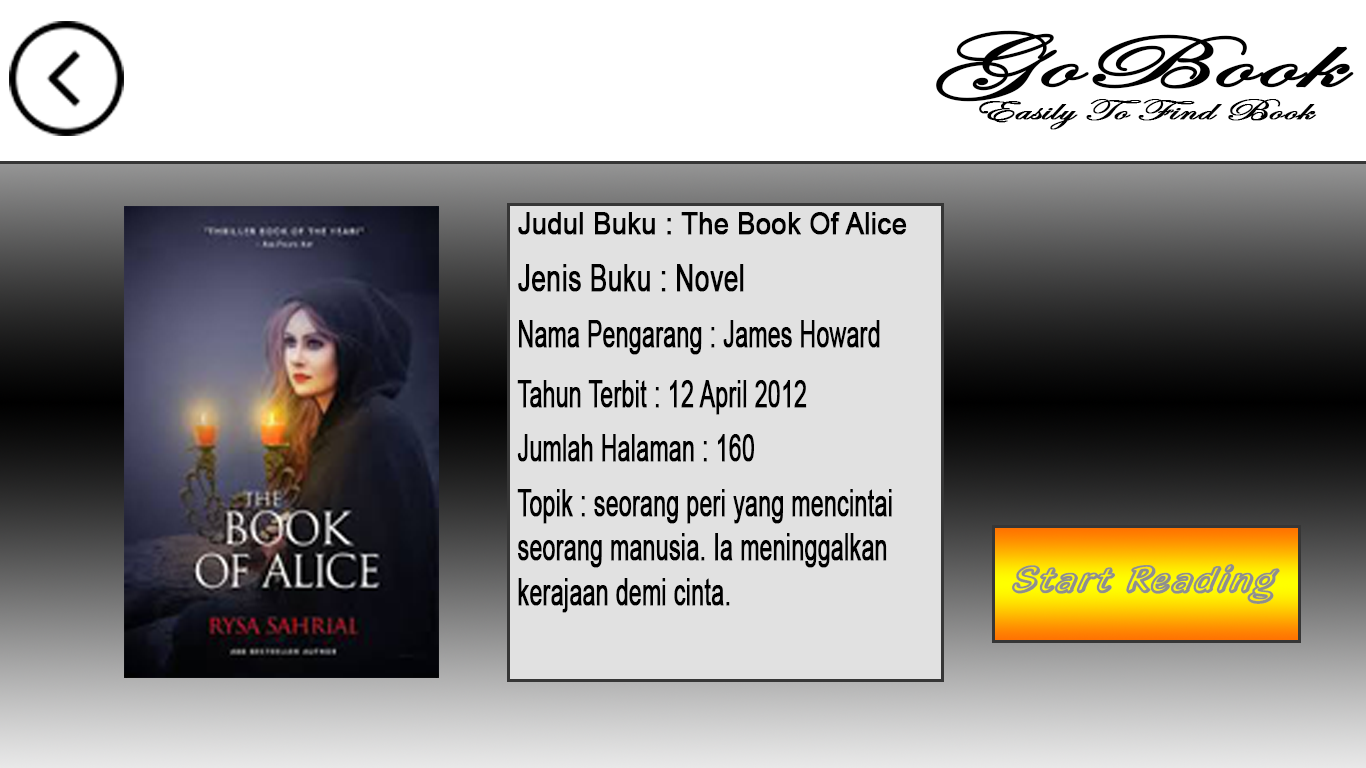 GoBook
Easily To Find Book
"THRILLER BOOK OF THE YEAR!"
THE
BOOK
OF ALICE
RYSA SAHRIAL
BESTSELLER AUTHOR
Judul Buku : The Book Of Alice
Jenis Buku : Novel
Nama Pengarang : James Howard
Tahun Terbit : 12 April 2012
Jumlah Halaman : 160
Topik : seorang peri yang mencintai
seorang manusia. Ia meninggalkan
kerajaan demi cinta.
Start Reading